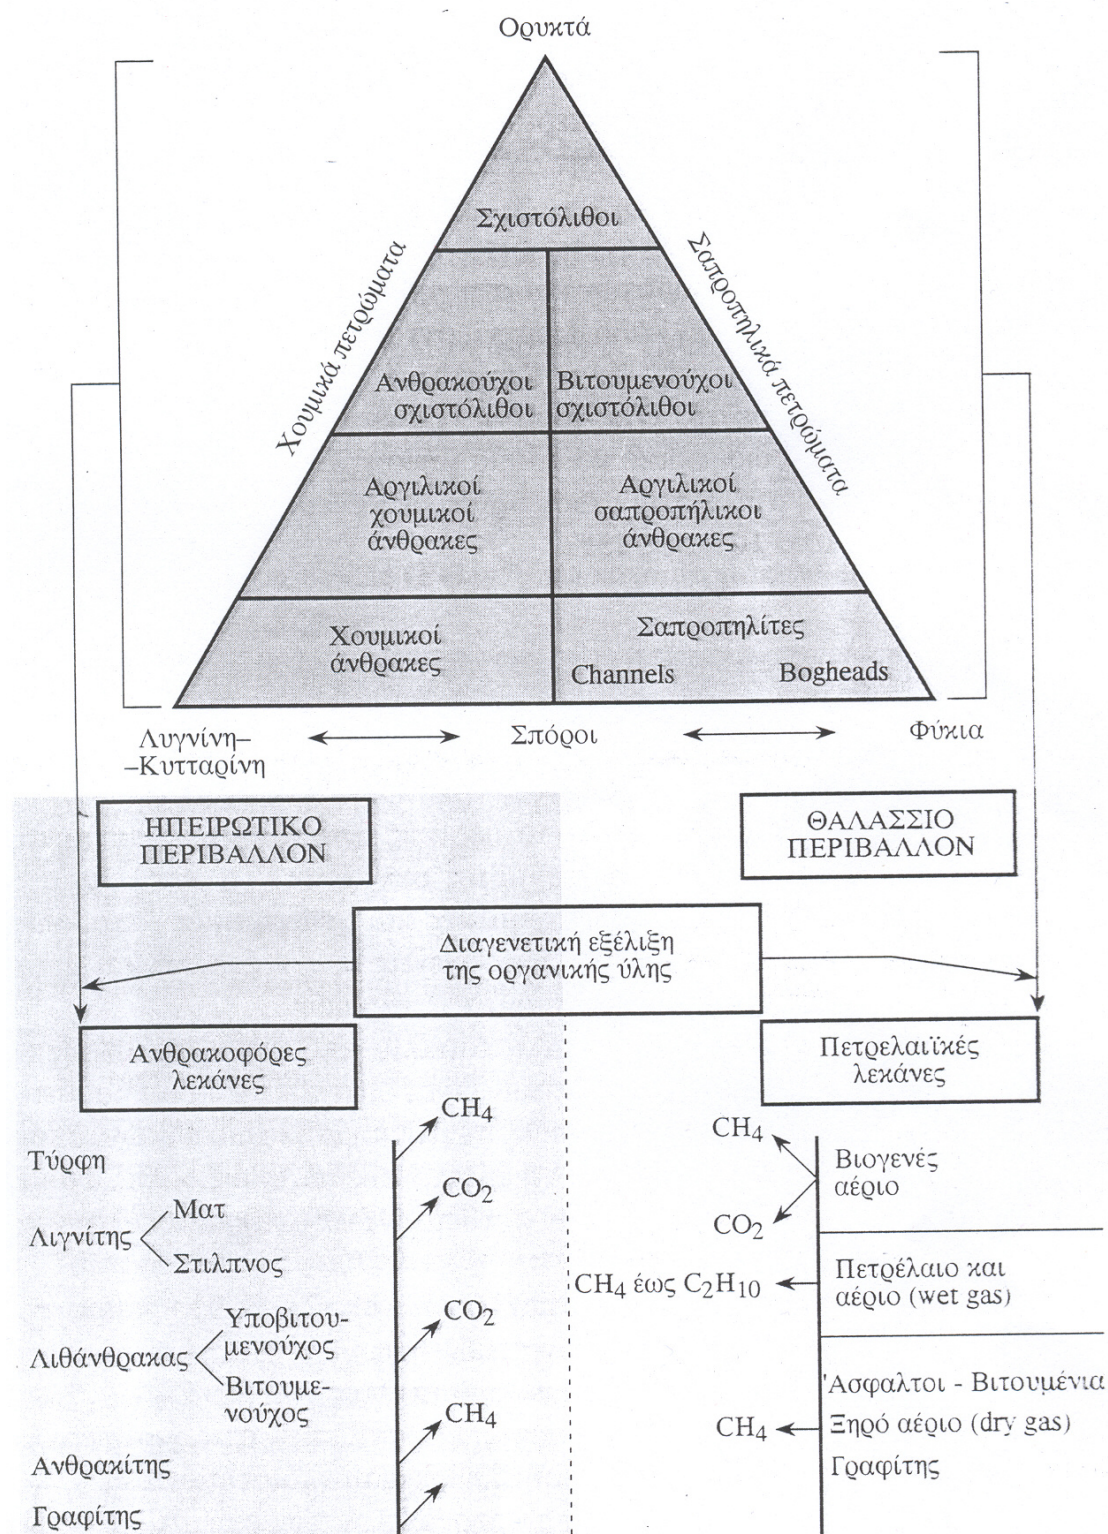 Ορυκτά
Σχιστόλιθοι
Χουμικά πετρώματα
Σαπροπηλικά πετρώματα
Ανθρακούχοι
σχιστόλιθοι
Βιτουμενούχοι
σχιστόλιθοι
Αργιλικοί
χουμικοί
άνθρακες
Αργιλικοί
σαπροπήλικοι
άνθρακες
Χουμικοί
άνθρακες
Σαπροπηλίτες
Channels
Bogheads
Λυγνίνη–
–Κυτταρίνη
Σπόροι
Φύκια
ΗΠΕΙΡΩΤΙΚΟ
ΠΕΡΙΒΑΛΛΟΝ
ΘΑΛΑΣΣΙΟ
ΠΕΡΙΒΑΛΛΟΝ
Διαγενετική εξέλιξη
της οργανικής ύλης
Ανθρακοφόρες
λεκάνες
Πετρελαιϊκές
λεκάνες
Τύρφη
Λιγνίτης
Ματ
Στιλπνος
Λιθάνθρακας
Υποβιτου-
μενούχος
Βιτουμε-
νούχος
Ανθρακίτης
Γραφίτης
CH4
CO2
CO2
CH4
CH4
CO2
Βιογενές
αέριο
CH4 έως C2H10
Πετρέλαιο και
αέριο (wet gas)
Άσφαλτοι - Βιτουμένια
CH4
Ξηρό αέριο (dry gas)
Γραφίτης